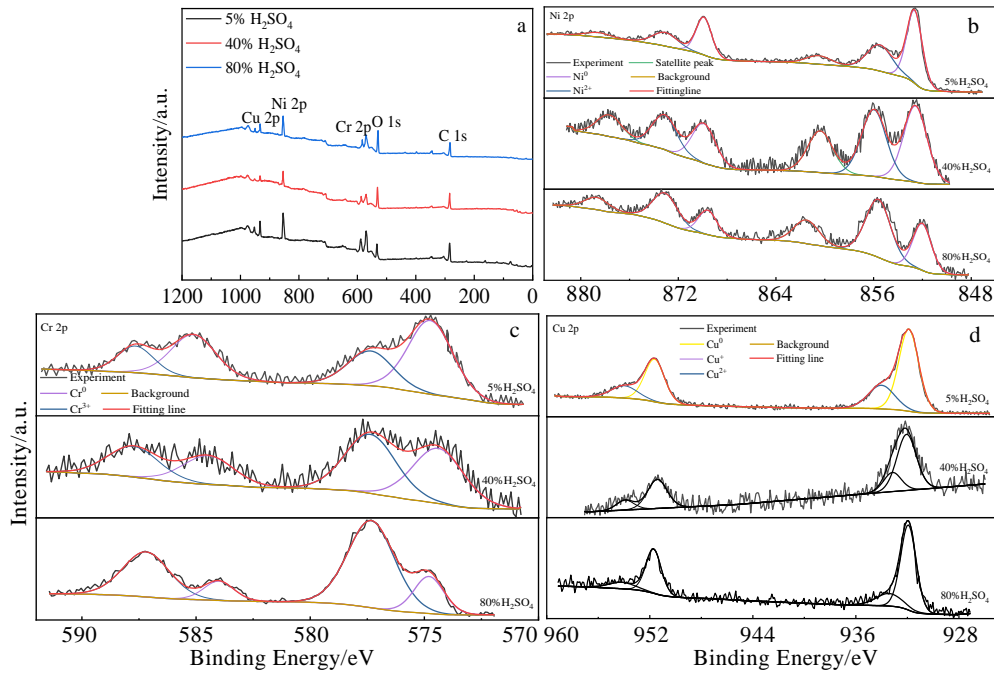 a
5% H₂SO₄
40% H₂SO₄
80% H₂SO₄
Cu 2p
Ni 2p
Cr 2p
O 1s
C 1s
Intensity/a.u.
1200 1000 800 600 400 200 0
Ni 2p
b
Experiment
Satellite peak
Ni⁰
Background
Ni²⁺
Fittingline
5%H₂SO₄
40%H₂SO₄
80%H₂SO₄
880 872 864 856 848
Cr 2p
c
Experiment
Cr⁰
Background
Cr³⁺
Fitting line
5%H₂SO₄
40%H₂SO₄
80%H₂SO₄
Intensity/a.u.
590 585 580 575 570
Binding Energy/eV
Cu 2p
d
Experiment
Cu⁰
Background
Cu⁺
Fitting line
Cu²⁺
5%H₂SO₄
40%H₂SO₄
80%H₂SO₄
960 952 944 936 928
Binding Energy/eV